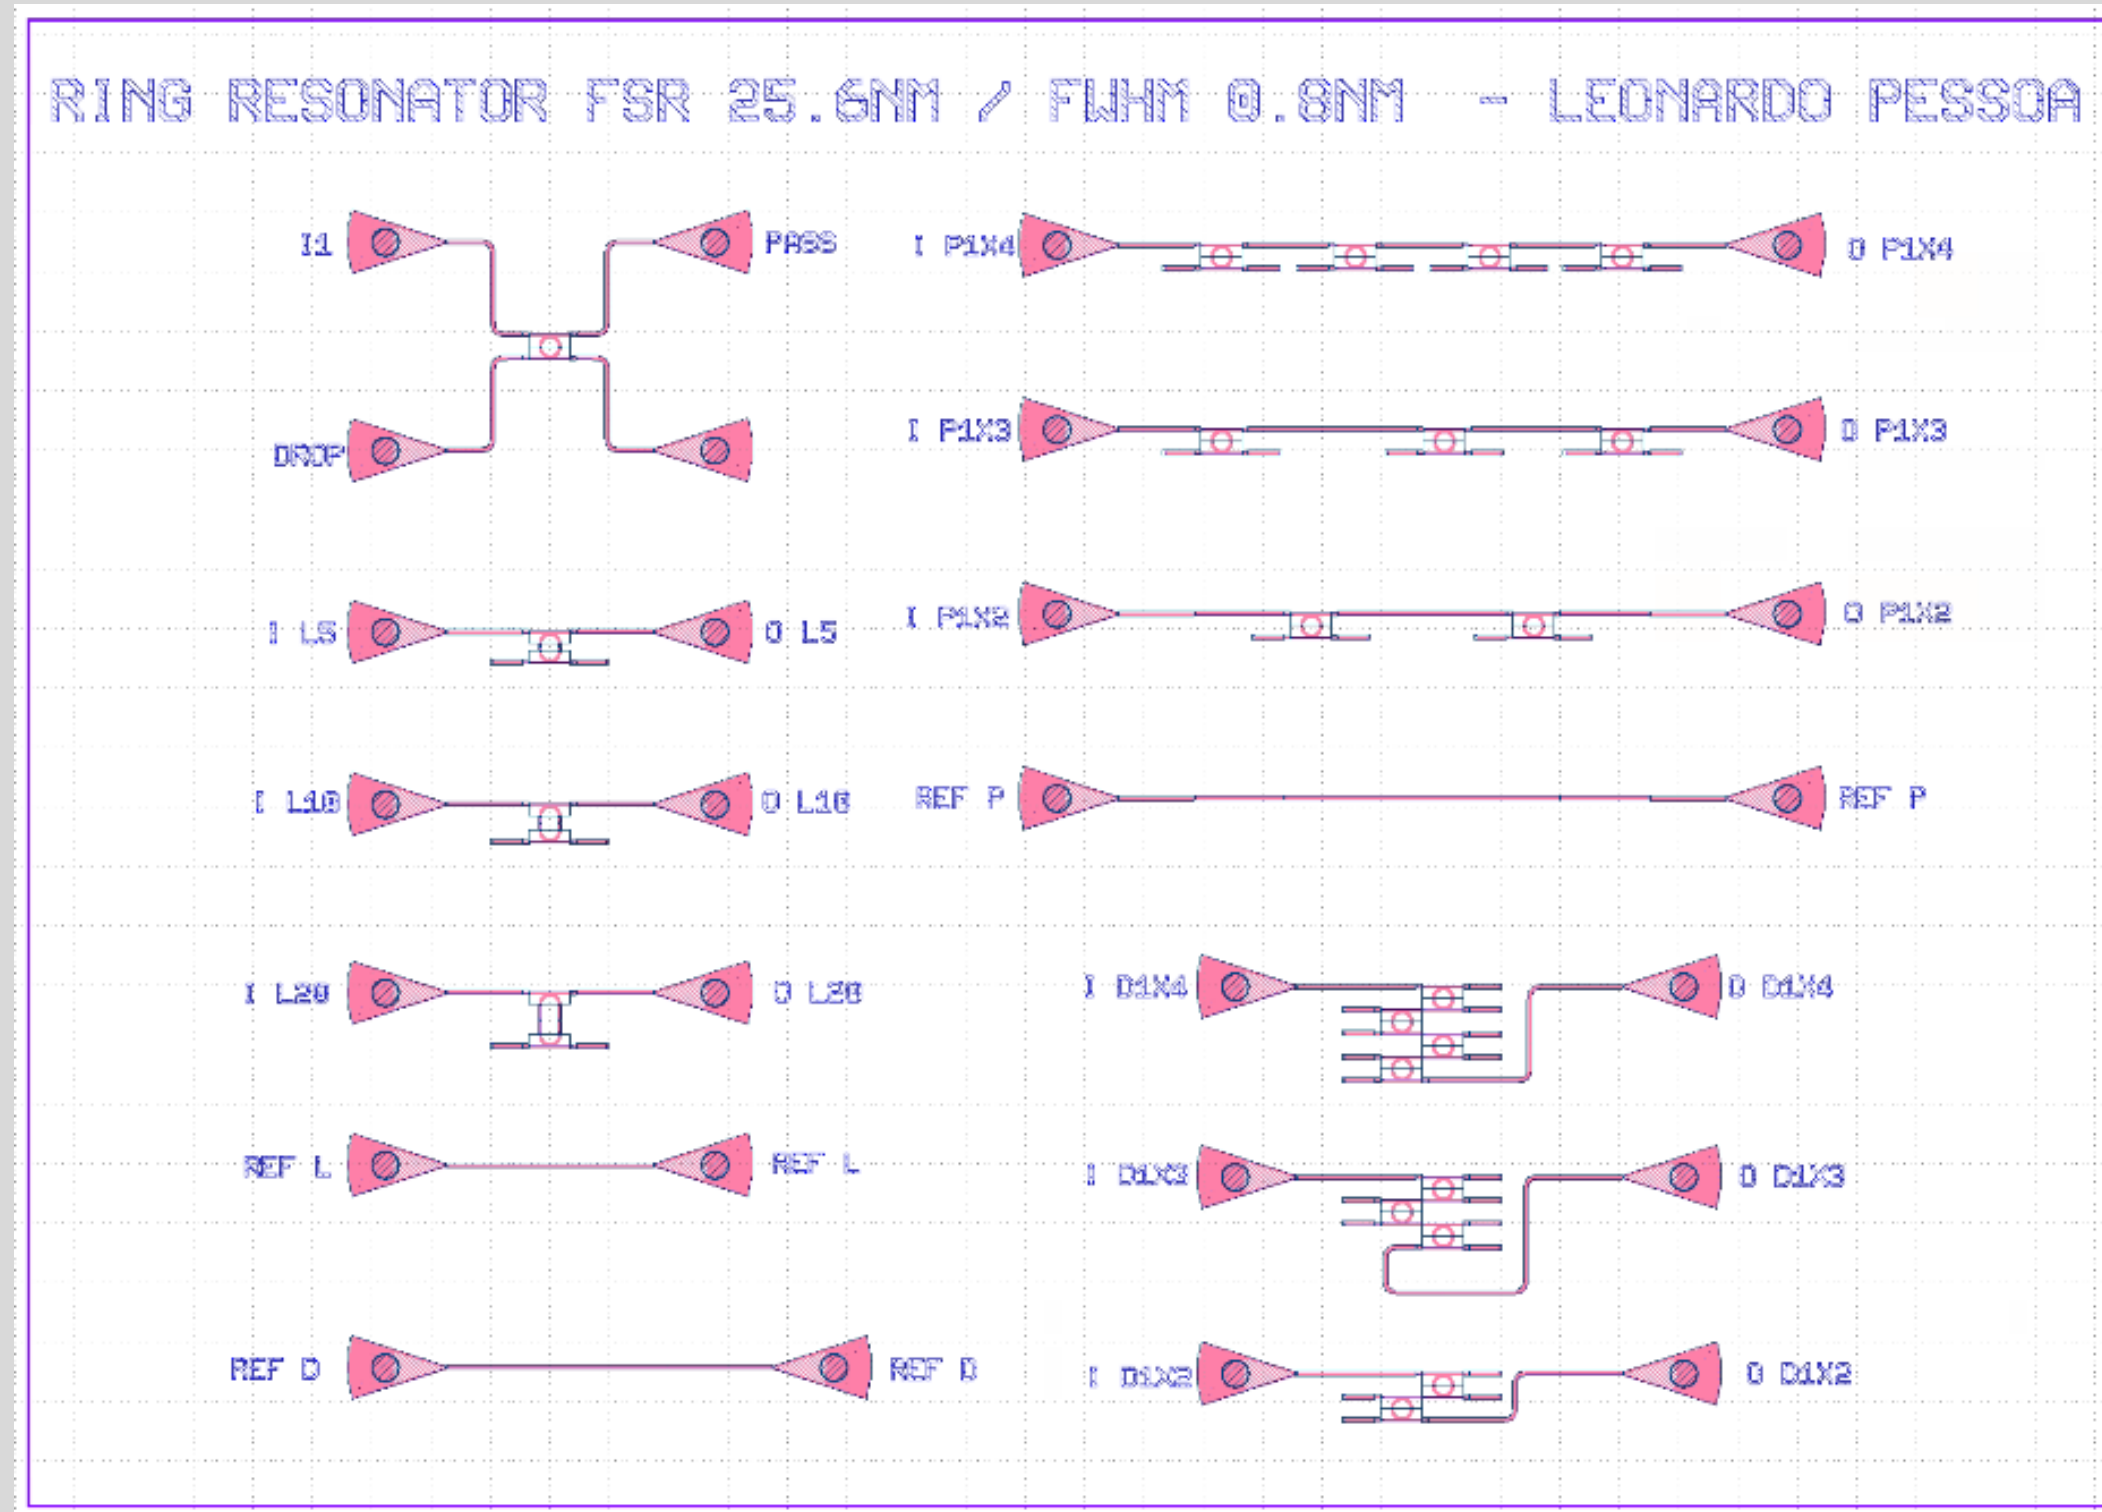 RING RESONATOR FSR 25.6NM / FWHM 0.8NM - LEONARDO PESSOA
I1 PASS
DROP
I L5 O L5
I L10 O L10
I L20 O L20
REF L REF L
REF D REF D
I P1X4 O P1X4
I P1X3 O P1X3
I P1X2 O P1X2
REF P REF P
I D1X4 O D1X4
I D1X3 O D1X3
I D1X2 O D1X2